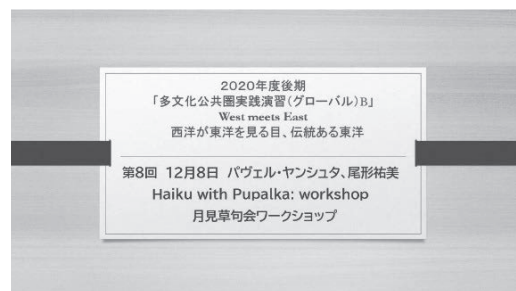 2020年度後期
「多文化公共圏実践演習(グローバル)B」
West meets East
西洋が東洋を見る目、伝統ある東洋
第8回 12月8日 パヴェル・ヤンシュタ、尾形祐美
Haiku with Pupalka: workshop
月見草句会ワークショップ